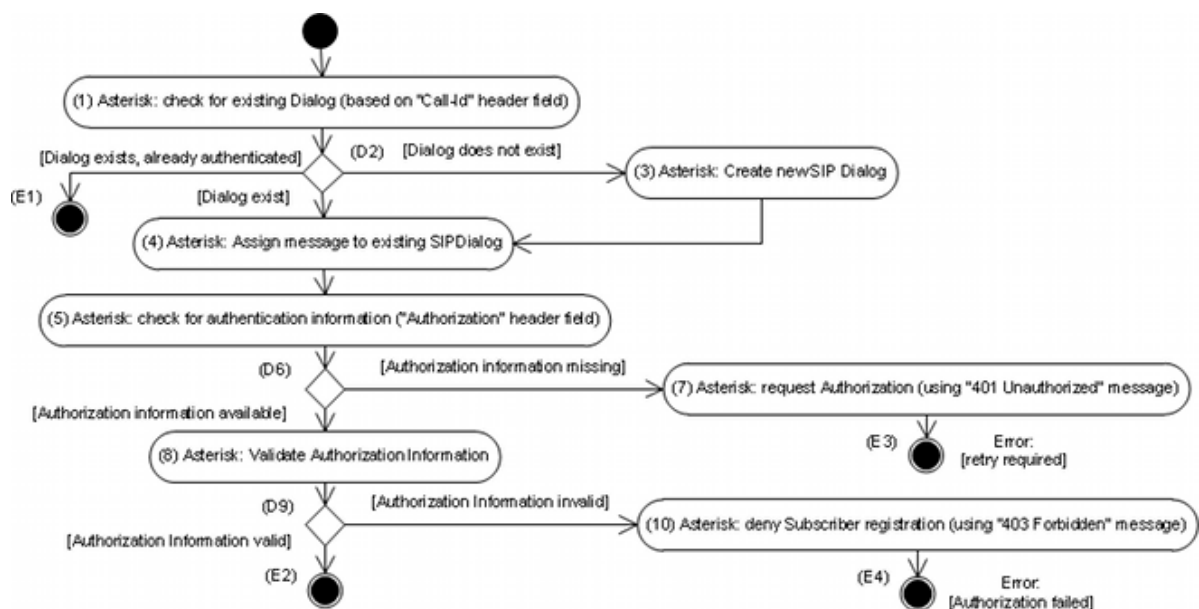 (1) Asterisk: check for existing Dialog (based on "Call-Id" header field)
[Dialog exists, already authenticated]
(D2)
[Dialog does not exist]
(E1)
(3) Asterisk: Create newSIP Dialog
[Dialog exist]
(4) Asterisk: Assign message to existing SIPDialog
(5) Asterisk: check for authentication information ("Authorization" header field)
(D6)
[Authorization information missing]
(7) Asterisk: request Authorization (using "401 Unauthorized" message)
[Authorization information available]
(8) Asterisk: Validate Authorization Information
(E3)
Error:
[retry required]
(D9)
[Authorization Information invalid]
(10) Asterisk: deny Subscriber registration (using "403 Forbidden" message)
[Authorization Information valid]
(E2)
(E4)
Error:
[Authorization failed]